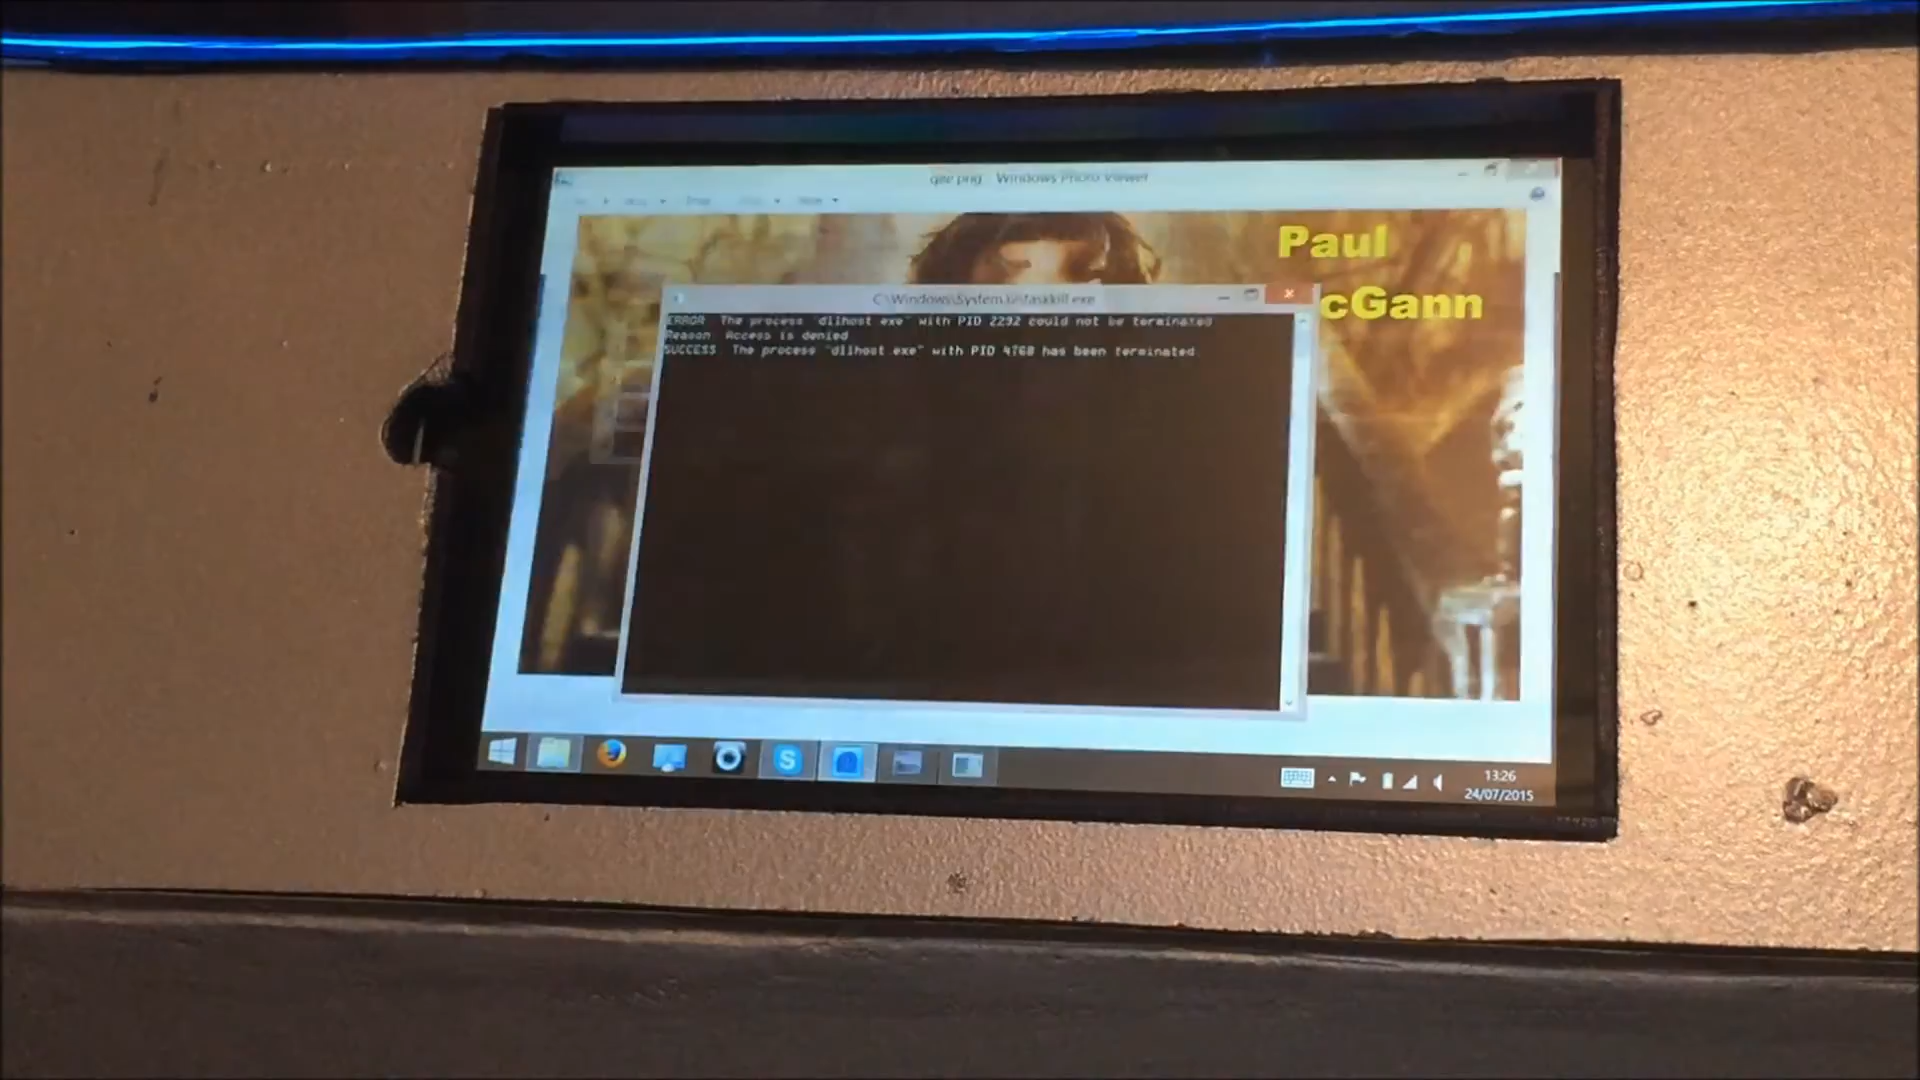 Windows Photo Viewer
Paul
cGann
C:\Windows\System32\taskkill.exe
ERROR: The process "dllhost.exe" with PID 2292 could not be terminated.
Reason: Access is denied.
SUCCESS: The process "dllhost.exe" with PID 4768 has been terminated.
13:26
24/07/2015